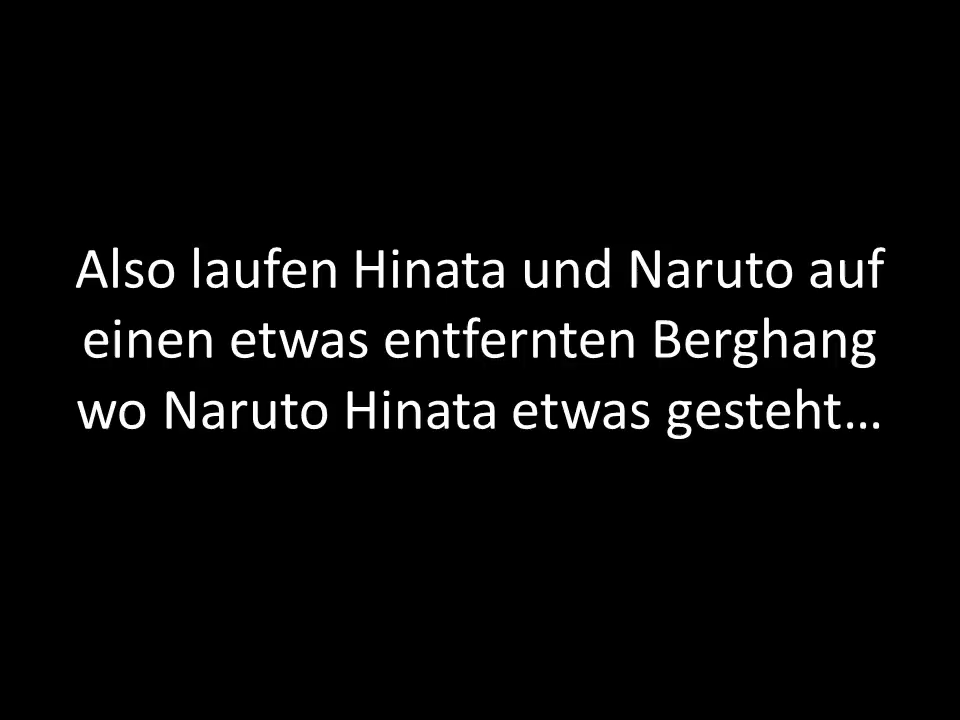 Also laufen Hinata und Naruto auf
einen etwas entfernten Berghang
wo Naruto Hinata etwas gesteht…